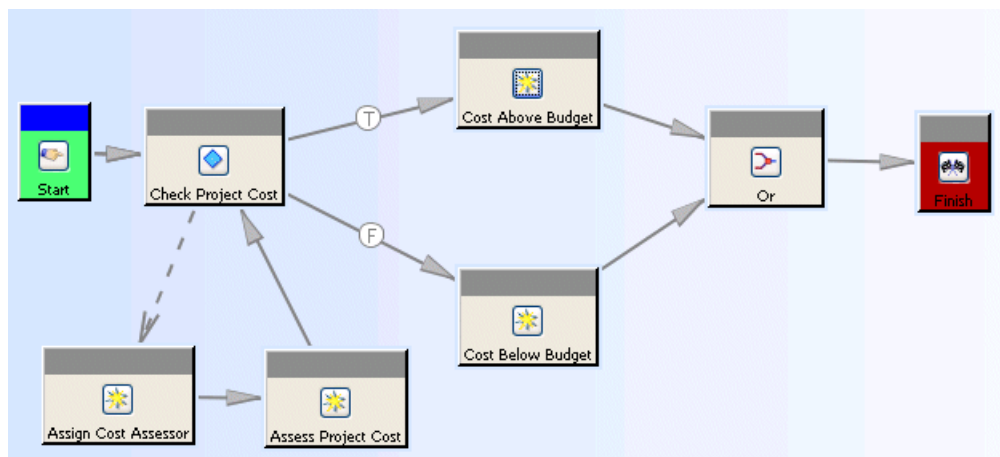 Start
Check Project Cost
T
F
Cost Above Budget
Cost Below Budget
Or
Finish
Assign Cost Assessor
Assess Project Cost